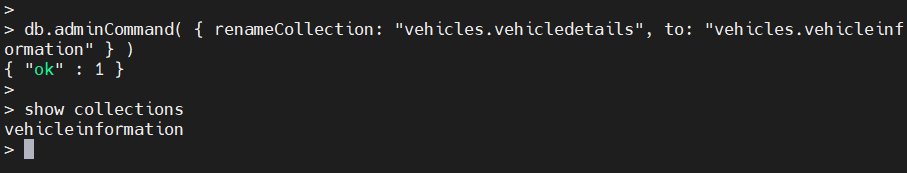 >
> db.adminCommand( { renameCollection: "vehicles.vehicledetails", to: "vehicles.vehicleinf
ormation" } )
{ "ok" : 1 }
>
> show collections
vehicleinformation
>